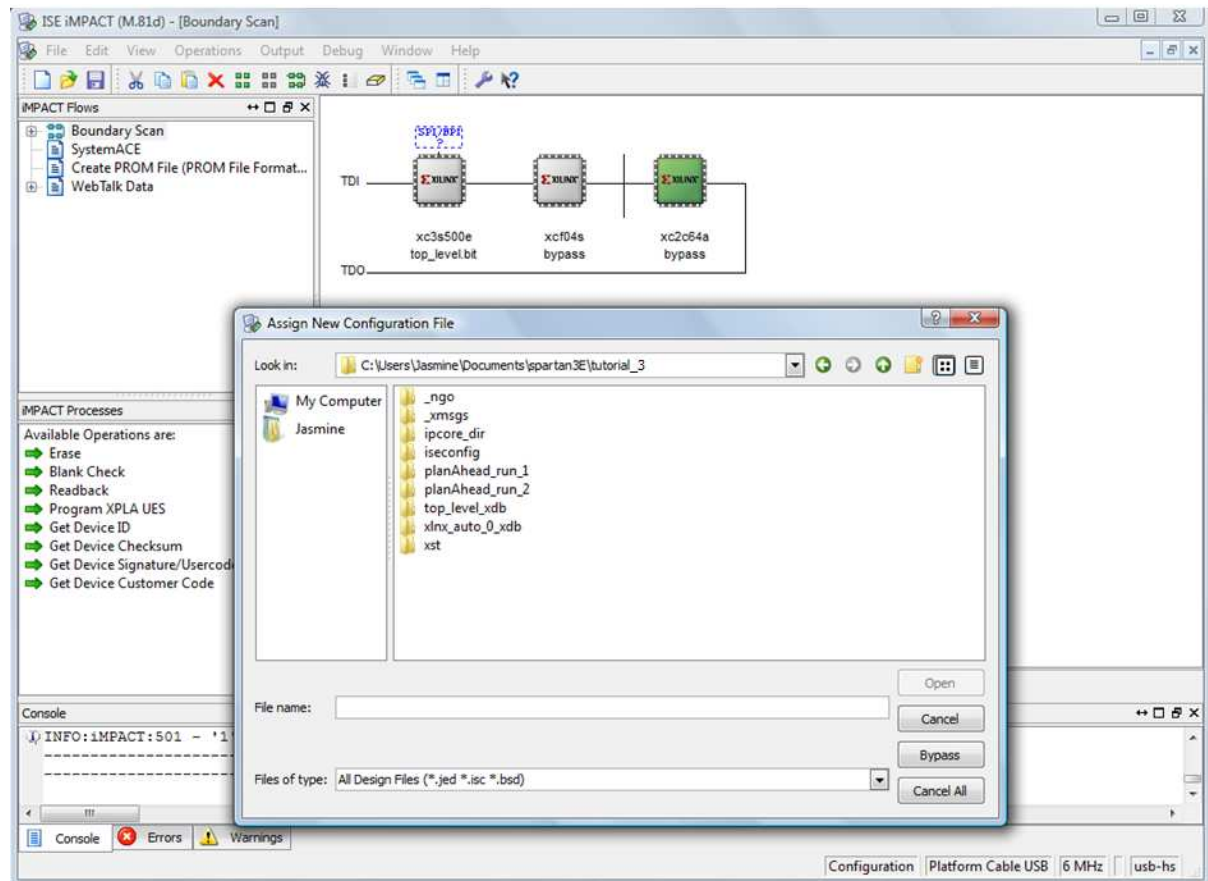 ISE iMPACT (M.81d) - [Boundary Scan]
File Edit View Operations Output Debug Window Help
iMPACT Flows
Boundary Scan
SystemACE
Create PROM File (PROM File Format...
WebTalk Data
SPI/BPI
?
TDI
XILINX XILINX XILINX
xc3s500e xcf04s xc2c64a
top_level.bit bypass bypass
TDO
Assign New Configuration File
Look in: C:\Users\Jasmine\Documents\spartan3E\tutorial_3
My Computer
Jasmine
_ngo
_xmsgs
ipcore_dir
iseconfig
planAhead_run_1
planAhead_run_2
top_level_xdb
xlnx_auto_0_xdb
xst
iMPACT Processes
Available Operations are:
Erase
Blank Check
Readback
Program XPLA UES
Get Device ID
Get Device Checksum
Get Device Signature/Usercod
Get Device Customer Code
Open
File name:
Cancel
Bypass
Files of type: All Design Files (*.jed *.isc *.bsd)
Cancel All
Console
INFO:iMPACT:501 - '1'
----------------------
----------------------
Console Errors Warnings
Configuration Platform Cable USB 6 MHz usb-hs